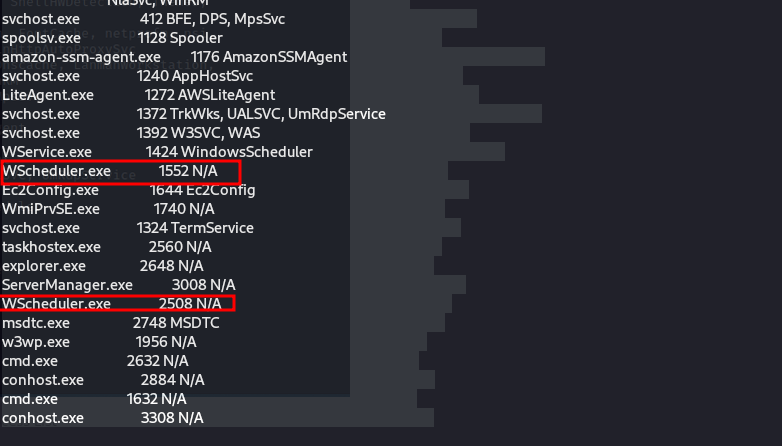 NlaSvc, WinRM
svchost.exe 412 BFE, DPS, MpsSvc
spoolsv.exe 1128 Spooler
amazon-ssm-agent.exe 1176 AmazonSSMAgent
svchost.exe 1240 AppHostSvc
LiteAgent.exe 1272 AWSLiteAgent
svchost.exe 1372 TrkWks, UALSVC, UmRdpService
svchost.exe 1392 W3SVC, WAS
WService.exe 1424 WindowsScheduler
WScheduler.exe 1552 N/A
Ec2Config.exe 1644 Ec2Config
WmiPrvSE.exe 1740 N/A
svchost.exe 1324 TermService
taskhostex.exe 2560 N/A
explorer.exe 2648 N/A
ServerManager.exe 3008 N/A
WScheduler.exe 2508 N/A
msdtc.exe 2748 MSDTC
w3wp.exe 1956 N/A
cmd.exe 2632 N/A
conhost.exe 2884 N/A
cmd.exe 1632 N/A
conhost.exe 3308 N/A